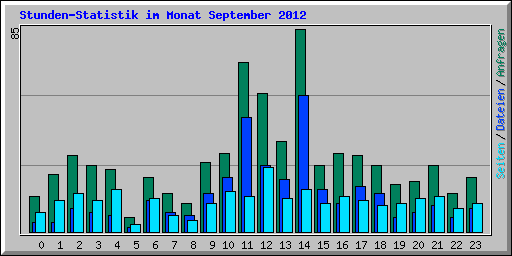 Stunden-Statistik im Monat September 2012
85
Seiten / Dateien / Anfragen
0 1 2 3 4 5 6 7 8 9 10 11 12 13 14 15 16 17 18 19 20 21 22 23